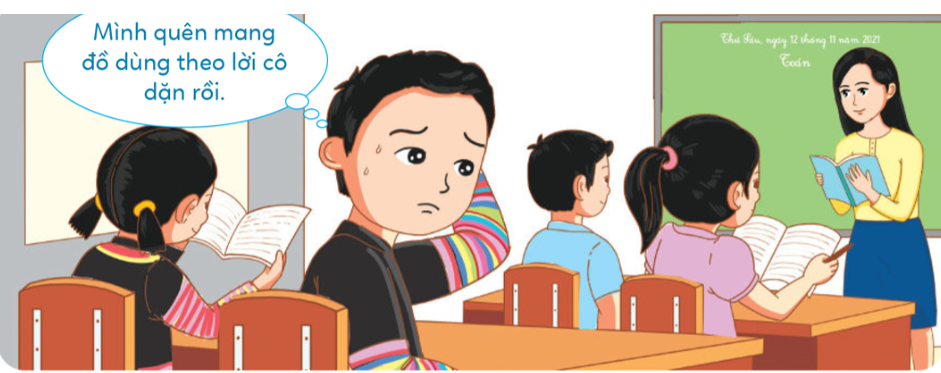 Mình quên mang
đồ dùng theo lời cô
dặn rồi.
Thứ Sáu, ngày 12 tháng 11 năm 2021
Toán